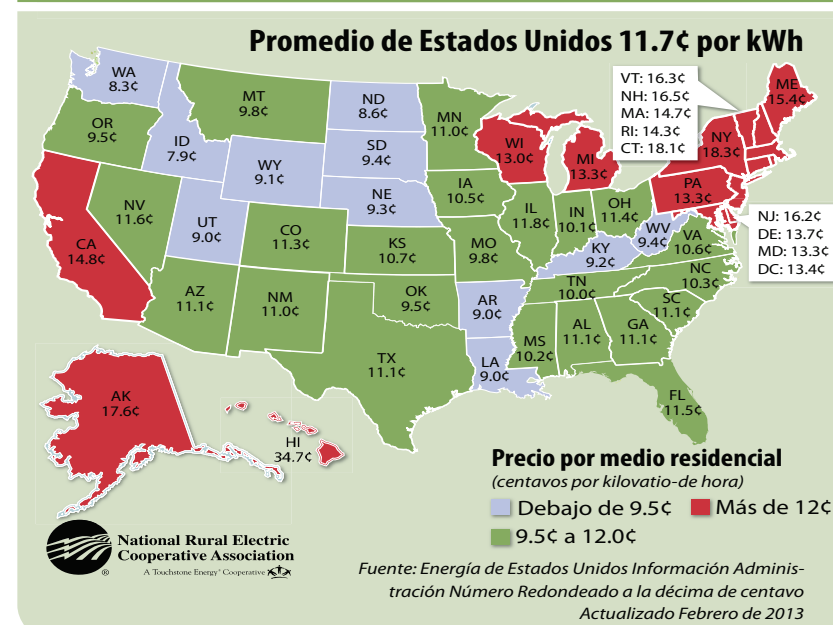 Promedio de Estados Unidos 11.7¢ por kWh
WA
8.3¢
OR
9.5¢
ID
7.9¢
MT
9.8¢
ND
8.6¢
SD
9.4¢
WY
9.1¢
NE
9.3¢
NV
11.6¢
UT
9.0¢
CO
11.3¢
CA
14.8¢
AZ
11.1¢
NM
11.0¢
KS
10.7¢
OK
9.5¢
TX
11.1¢
MN
11.0¢
IA
10.5¢
MO
9.8¢
AR
9.0¢
LA
9.0¢
WI
13.0¢
MI
13.3¢
IL
11.8¢
IN
10.1¢
OH
11.4¢
KY
9.2¢
WV
9.4¢
VA
10.6¢
TN
10.0¢
NC
10.3¢
SC
11.1¢
MS
10.2¢
AL
11.1¢
GA
11.1¢
FL
11.5¢
PA
13.3¢
NY
18.3¢
ME
15.4¢
VT: 16.3¢
NH: 16.5¢
MA: 14.7¢
RI: 14.3¢
CT: 18.1¢
NJ: 16.2¢
DE: 13.7¢
MD: 13.3¢
DC: 13.4¢
AK
17.6¢
HI
34.7¢
Precio por medio residencial
(centavos por kilovatio-de hora)
Debajo de 9.5¢
Más de 12¢
9.5¢ a 12.0¢
National Rural Electric
Cooperative Association
®
A Touchstone Energy® Cooperative
Fuente: Energía de Estados Unidos Información Adminis-
tración Número Redondeado a la décima de centavo
Actualizado Febrero de 2013